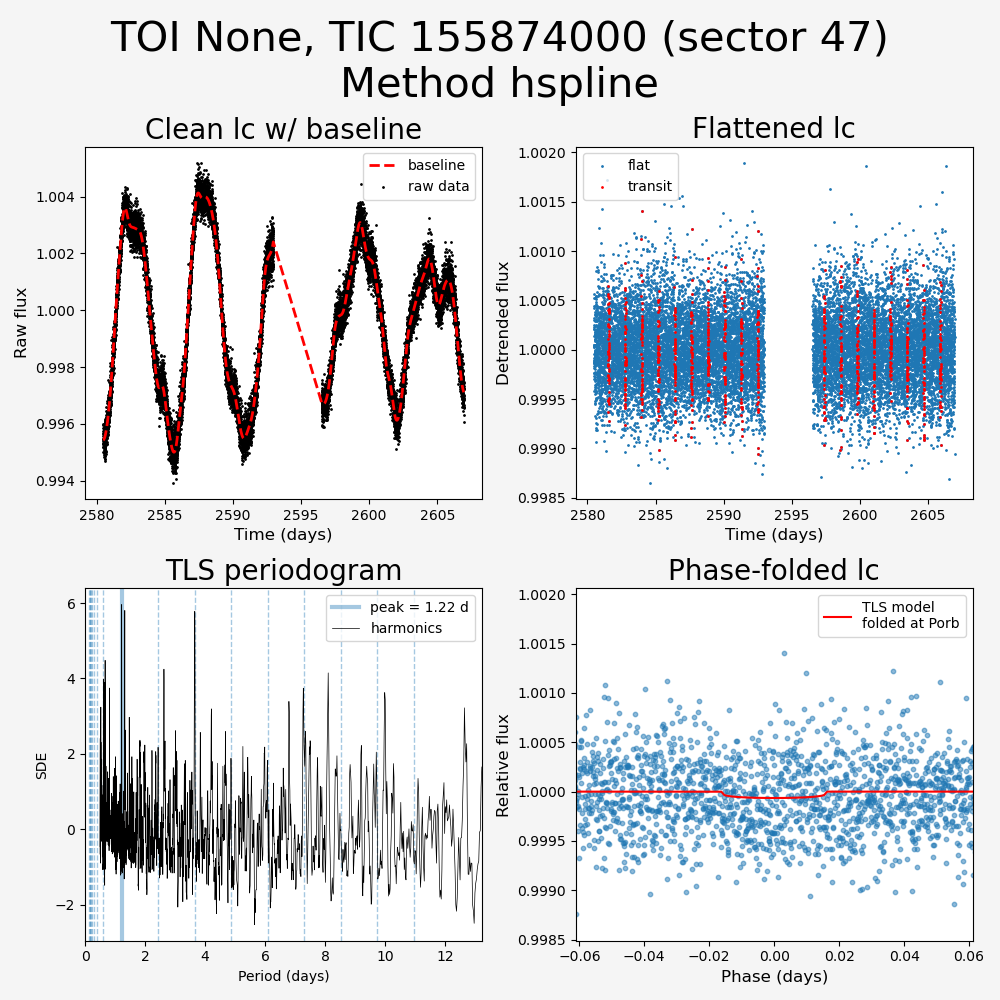 TOI None, TIC 155874000 (sector 47)
Method hspline
Clean lc w/ baseline
Raw flux
1.004
1.002
1.000
0.998
0.996
0.994
baseline
raw data
2580
2585
2590
2595
2600
2605
Time (days)
Flattened lc
Detrended flux
1.0020
1.0015
1.0010
1.0005
1.0000
0.9995
0.9990
0.9985
flat
transit
2580
2585
2590
2595
2600
2605
Time (days)
TLS periodogram
SDE
6
4
2
0
−2
peak = 1.22 d
harmonics
0
2
4
6
8
10
12
Period (days)
Phase-folded lc
Relative flux
1.0020
1.0015
1.0010
1.0005
1.0000
0.9995
0.9990
0.9985
TLS model
folded at Porb
−0.06
−0.04
−0.02
0.00
0.02
0.04
0.06
Phase (days)